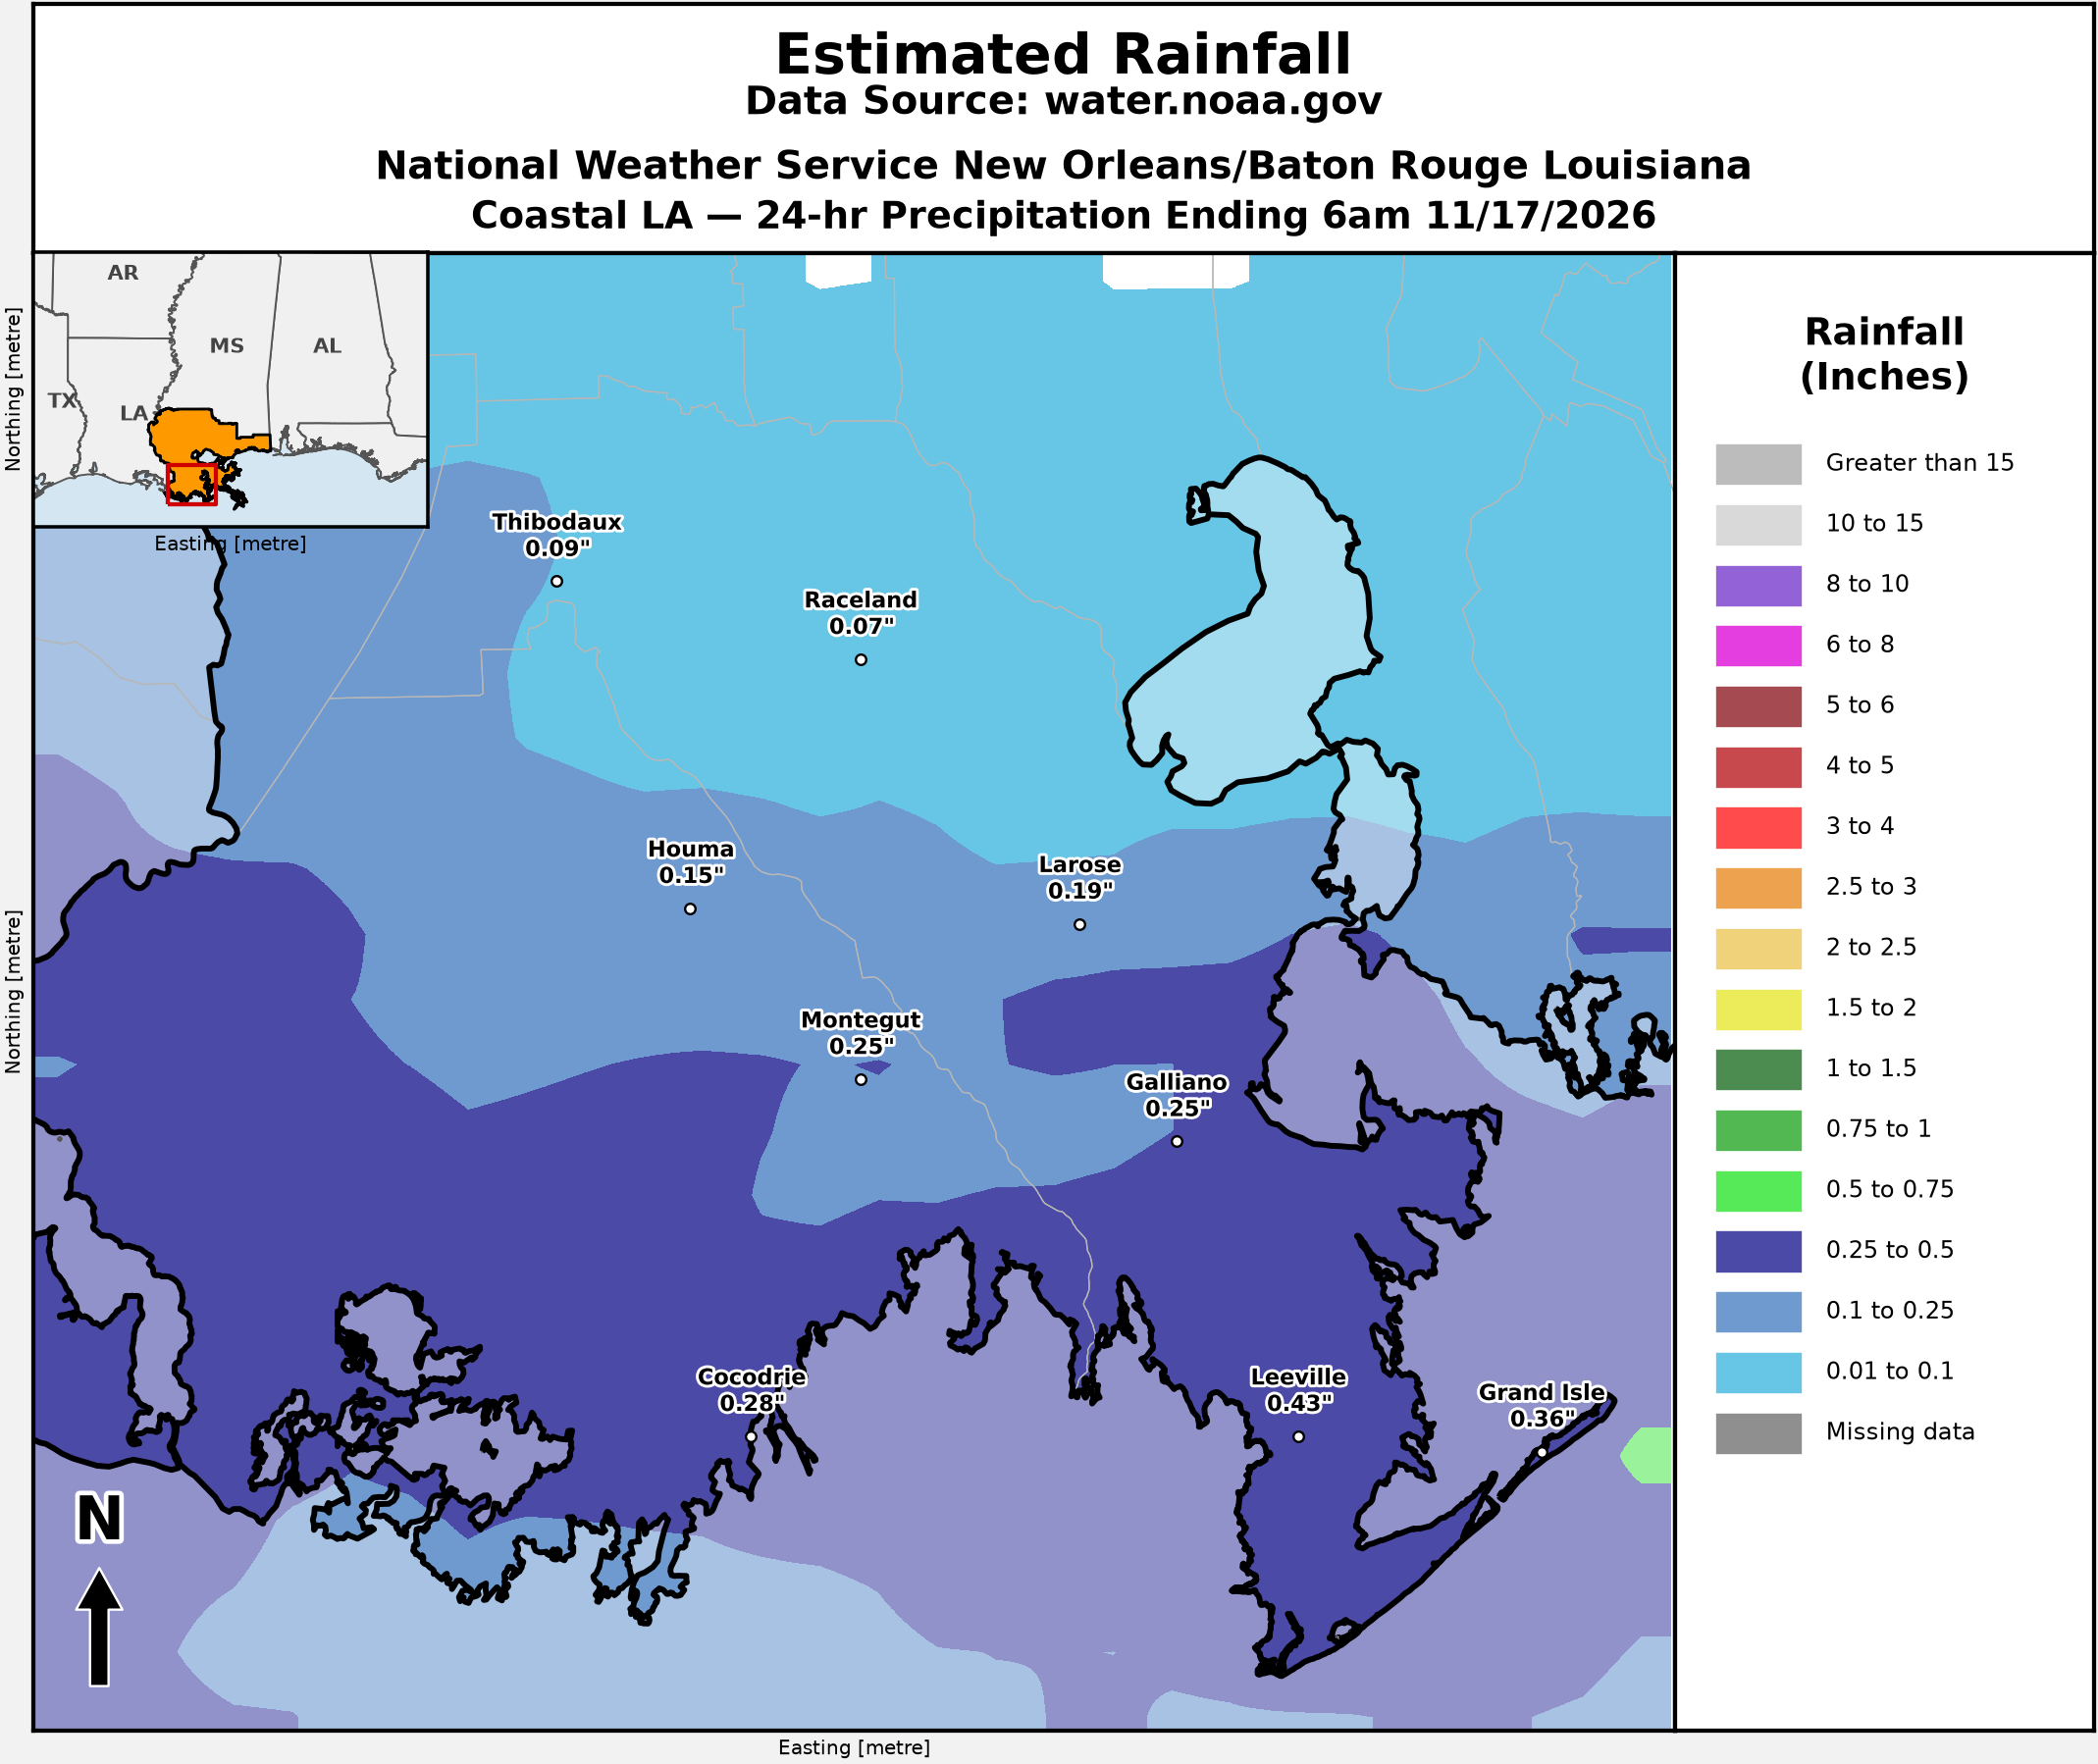 Estimated Rainfall
Data Source: water.noaa.gov
National Weather Service New Orleans/Baton Rouge Louisiana
Coastal LA — 24-hr Precipitation Ending 6am 11/17/2026
Northing [metre]
AR
MS
AL
TX
LA
Easting [metre]
Thibodaux
0.09"
Raceland
0.07"
Houma
0.15"
Larose
0.19"
Northing [metre]
Montegut
0.25"
Galliano
0.25"
Cocodrie
0.28"
Leeville
0.43"
Grand Isle
0.36"
N
Easting [metre]
Rainfall
(Inches)
Greater than 15
10 to 15
8 to 10
6 to 8
5 to 6
4 to 5
3 to 4
2.5 to 3
2 to 2.5
1.5 to 2
1 to 1.5
0.75 to 1
0.5 to 0.75
0.25 to 0.5
0.1 to 0.25
0.01 to 0.1
Missing data